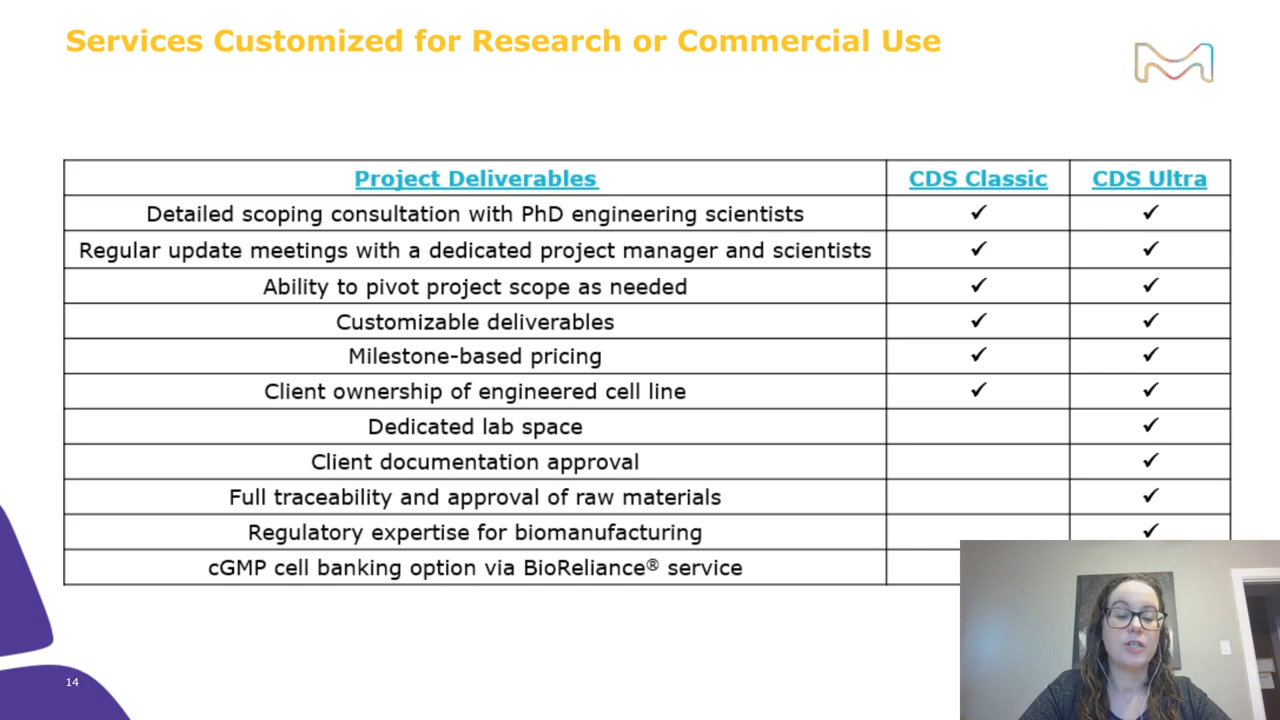 Services Customized for Research or Commercial Use
Project Deliverables CDS Classic CDS Ultra
Detailed scoping consultation with PhD engineering scientists ✓ ✓
Regular update meetings with a dedicated project manager and scientists ✓ ✓
Ability to pivot project scope as needed ✓ ✓
Customizable deliverables ✓ ✓
Milestone-based pricing ✓ ✓
Client ownership of engineered cell line ✓ ✓
Dedicated lab space ✓
Client documentation approval ✓
Full traceability and approval of raw materials ✓
Regulatory expertise for biomanufacturing ✓
cGMP cell banking option via BioReliance® service
14